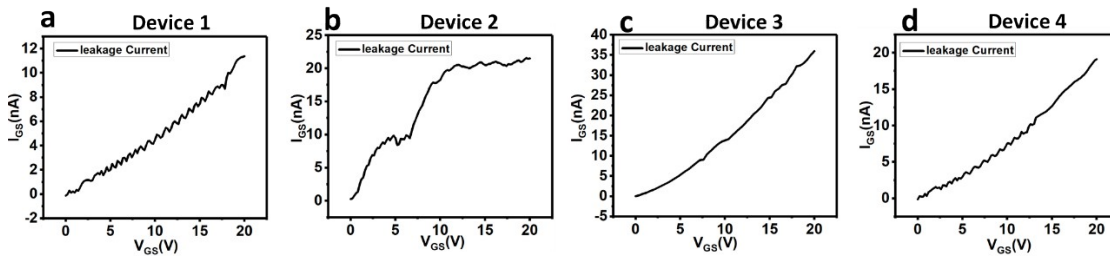 a Device 1
leakage Current
12
10
8
6
4
2
0
-2
I_GS(nA)
0 5 10 15 20
V_GS(V)
b Device 2
leakage Current
25
20
15
10
5
0
I_GS(nA)
0 5 10 15 20
V_GS(V)
c Device 3
leakage Current
40
35
30
25
20
15
10
5
0
-5
I_GS(nA)
0 5 10 15 20
V_GS(V)
d Device 4
leakage Current
20
15
10
5
0
I_GS(nA)
0 5 10 15 20
V_GS(V)